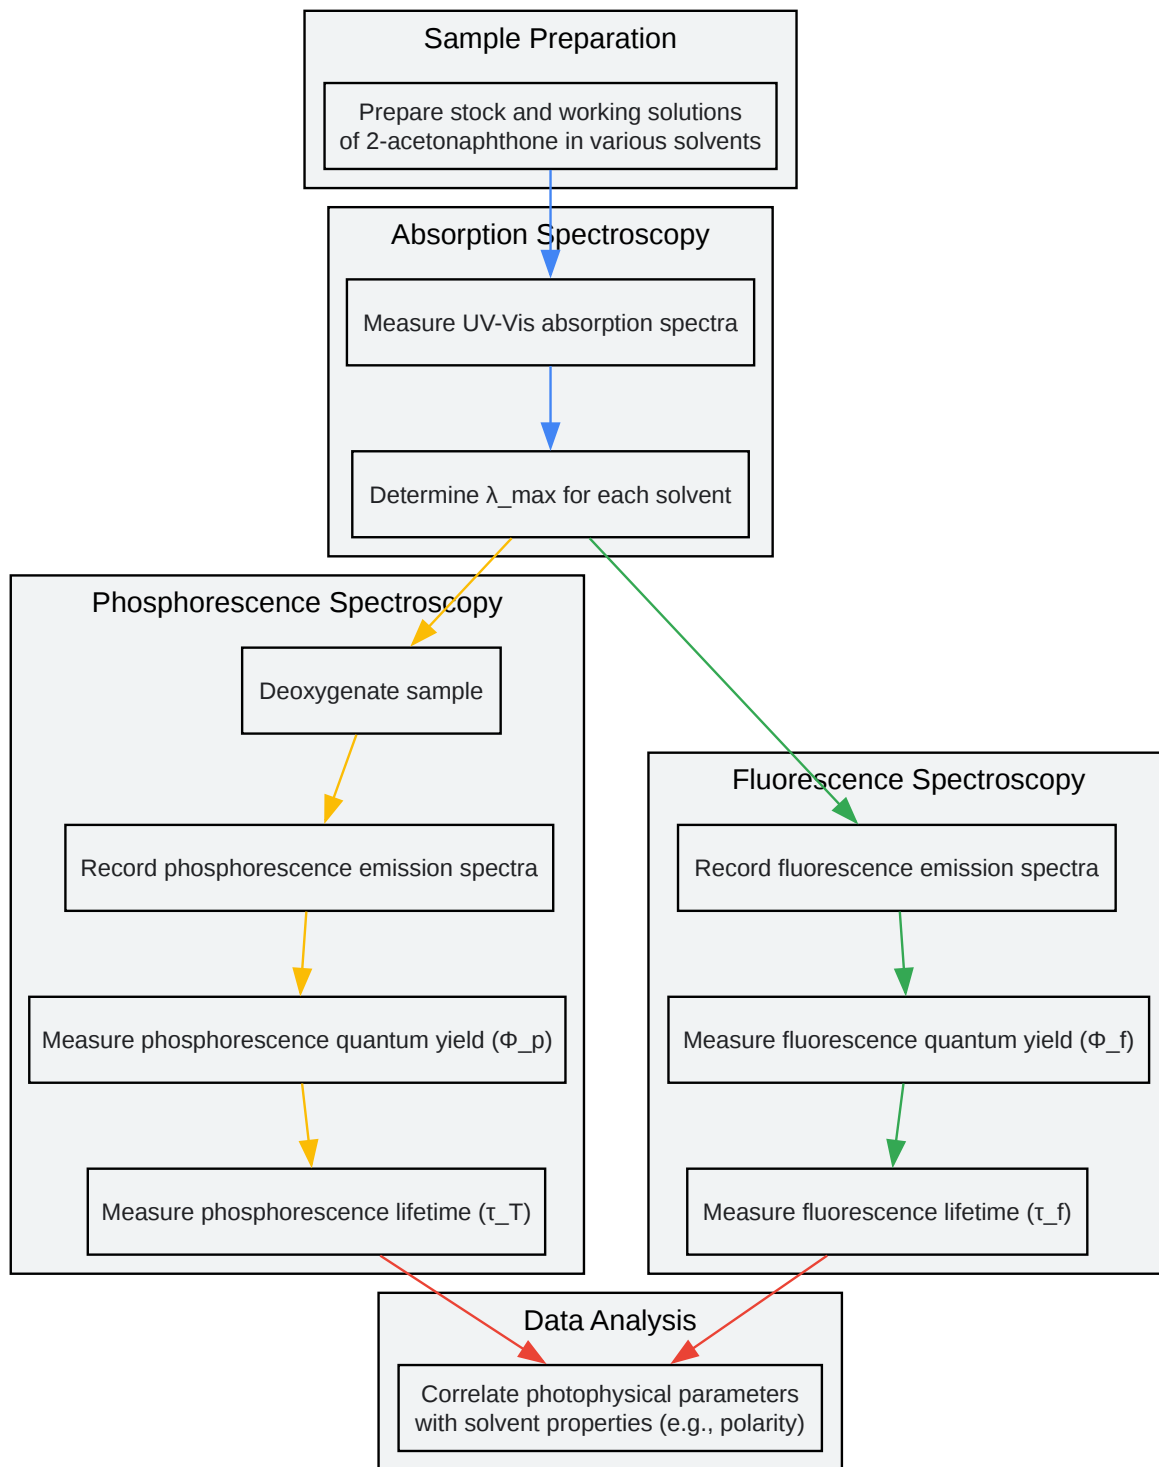 Sample Preparation
Prepare stock and working solutions
of 2-acetonaphthone in various solvents
Absorption Spectroscopy
Measure UV-Vis absorption spectra
Determine λ_max for each solvent
Phosphorescence Spectroscopy
Deoxygenate sample
Record phosphorescence emission spectra
Measure phosphorescence quantum yield (Φ_p)
Measure phosphorescence lifetime (τ_T)
Fluorescence Spectroscopy
Record fluorescence emission spectra
Measure fluorescence quantum yield (Φ_f)
Measure fluorescence lifetime (τ_f)
Data Analysis
Correlate photophysical parameters
with solvent properties (e.g., polarity)